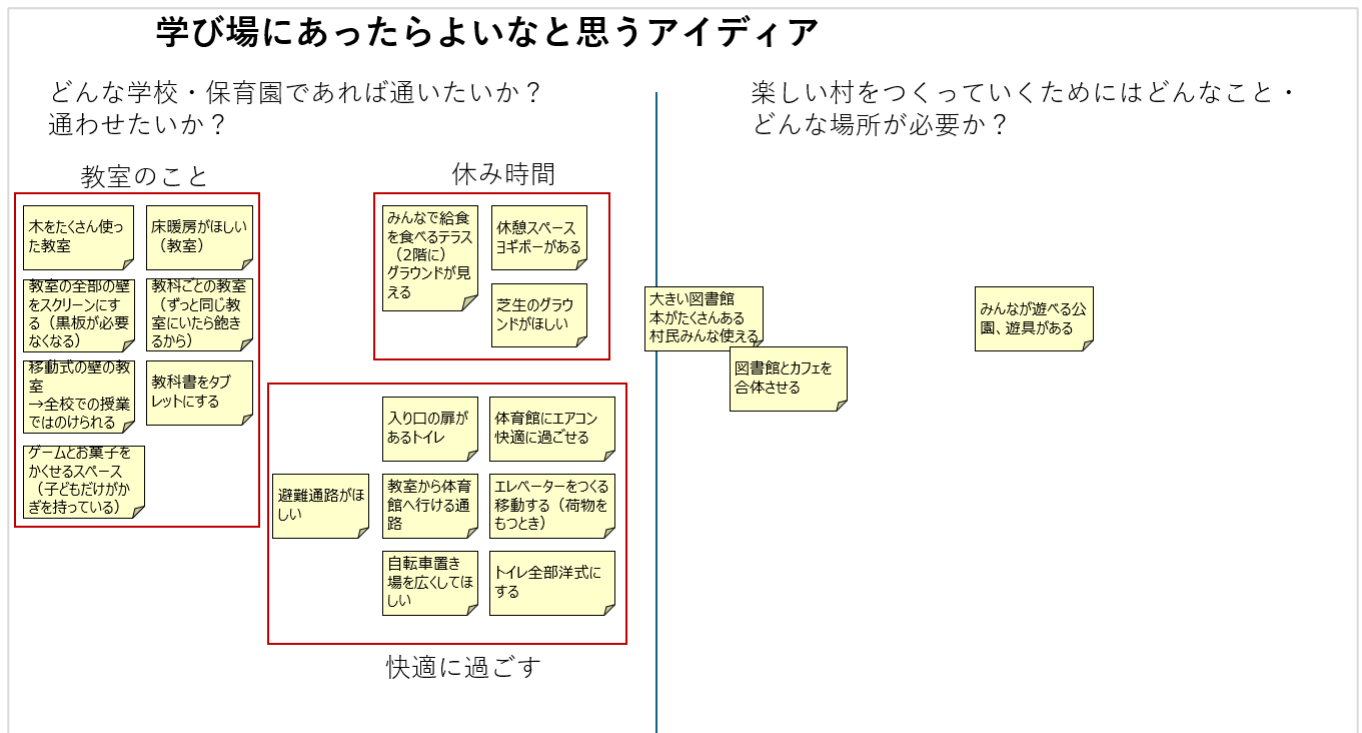 学び場にあったらよいなと思うアイディア
どんな学校・保育園であれば通いたいか？
通わせたいか？
教室のこと
木をたくさん使っ
た教室
床暖房がほしい
（教室）
教室の全部の壁
をスクリーンにす
る（黒板が必要
なくなる）
教科ごとの教室
（ずっと同じ教
室にいたら飽き
るから）
移動式の壁の教
室
→全校での授業
ではのけられる
教科書をタブ
レットにする
ゲームとお菓子を
かくせるスペース
（子どもだけがか
ぎを持っている）
休み時間
みんなで給食
を食べるテラス
（2階に）
グラウンドが見
える
休憩スペース
ヨギボーがある
芝生のグラウ
ンドがほしい
入り口の扉が
あるトイレ
体育館にエアコン
快適に過ごせる
避難通路がほ
しい
教室から体育
館へ行ける通
路
エレベーターをつくる
移動する（荷物を
もつとき）
自転車置き
場を広くしてほ
しい
トイレ全部洋式に
する
快適に過ごす
楽しい村をつくっていくためにはどんなこと・
どんな場所が必要か？
大きい図書館
本がたくさんある
村民みんな使える
図書館とカフェを
合体させる
みんなが遊べる公
園、遊具がある